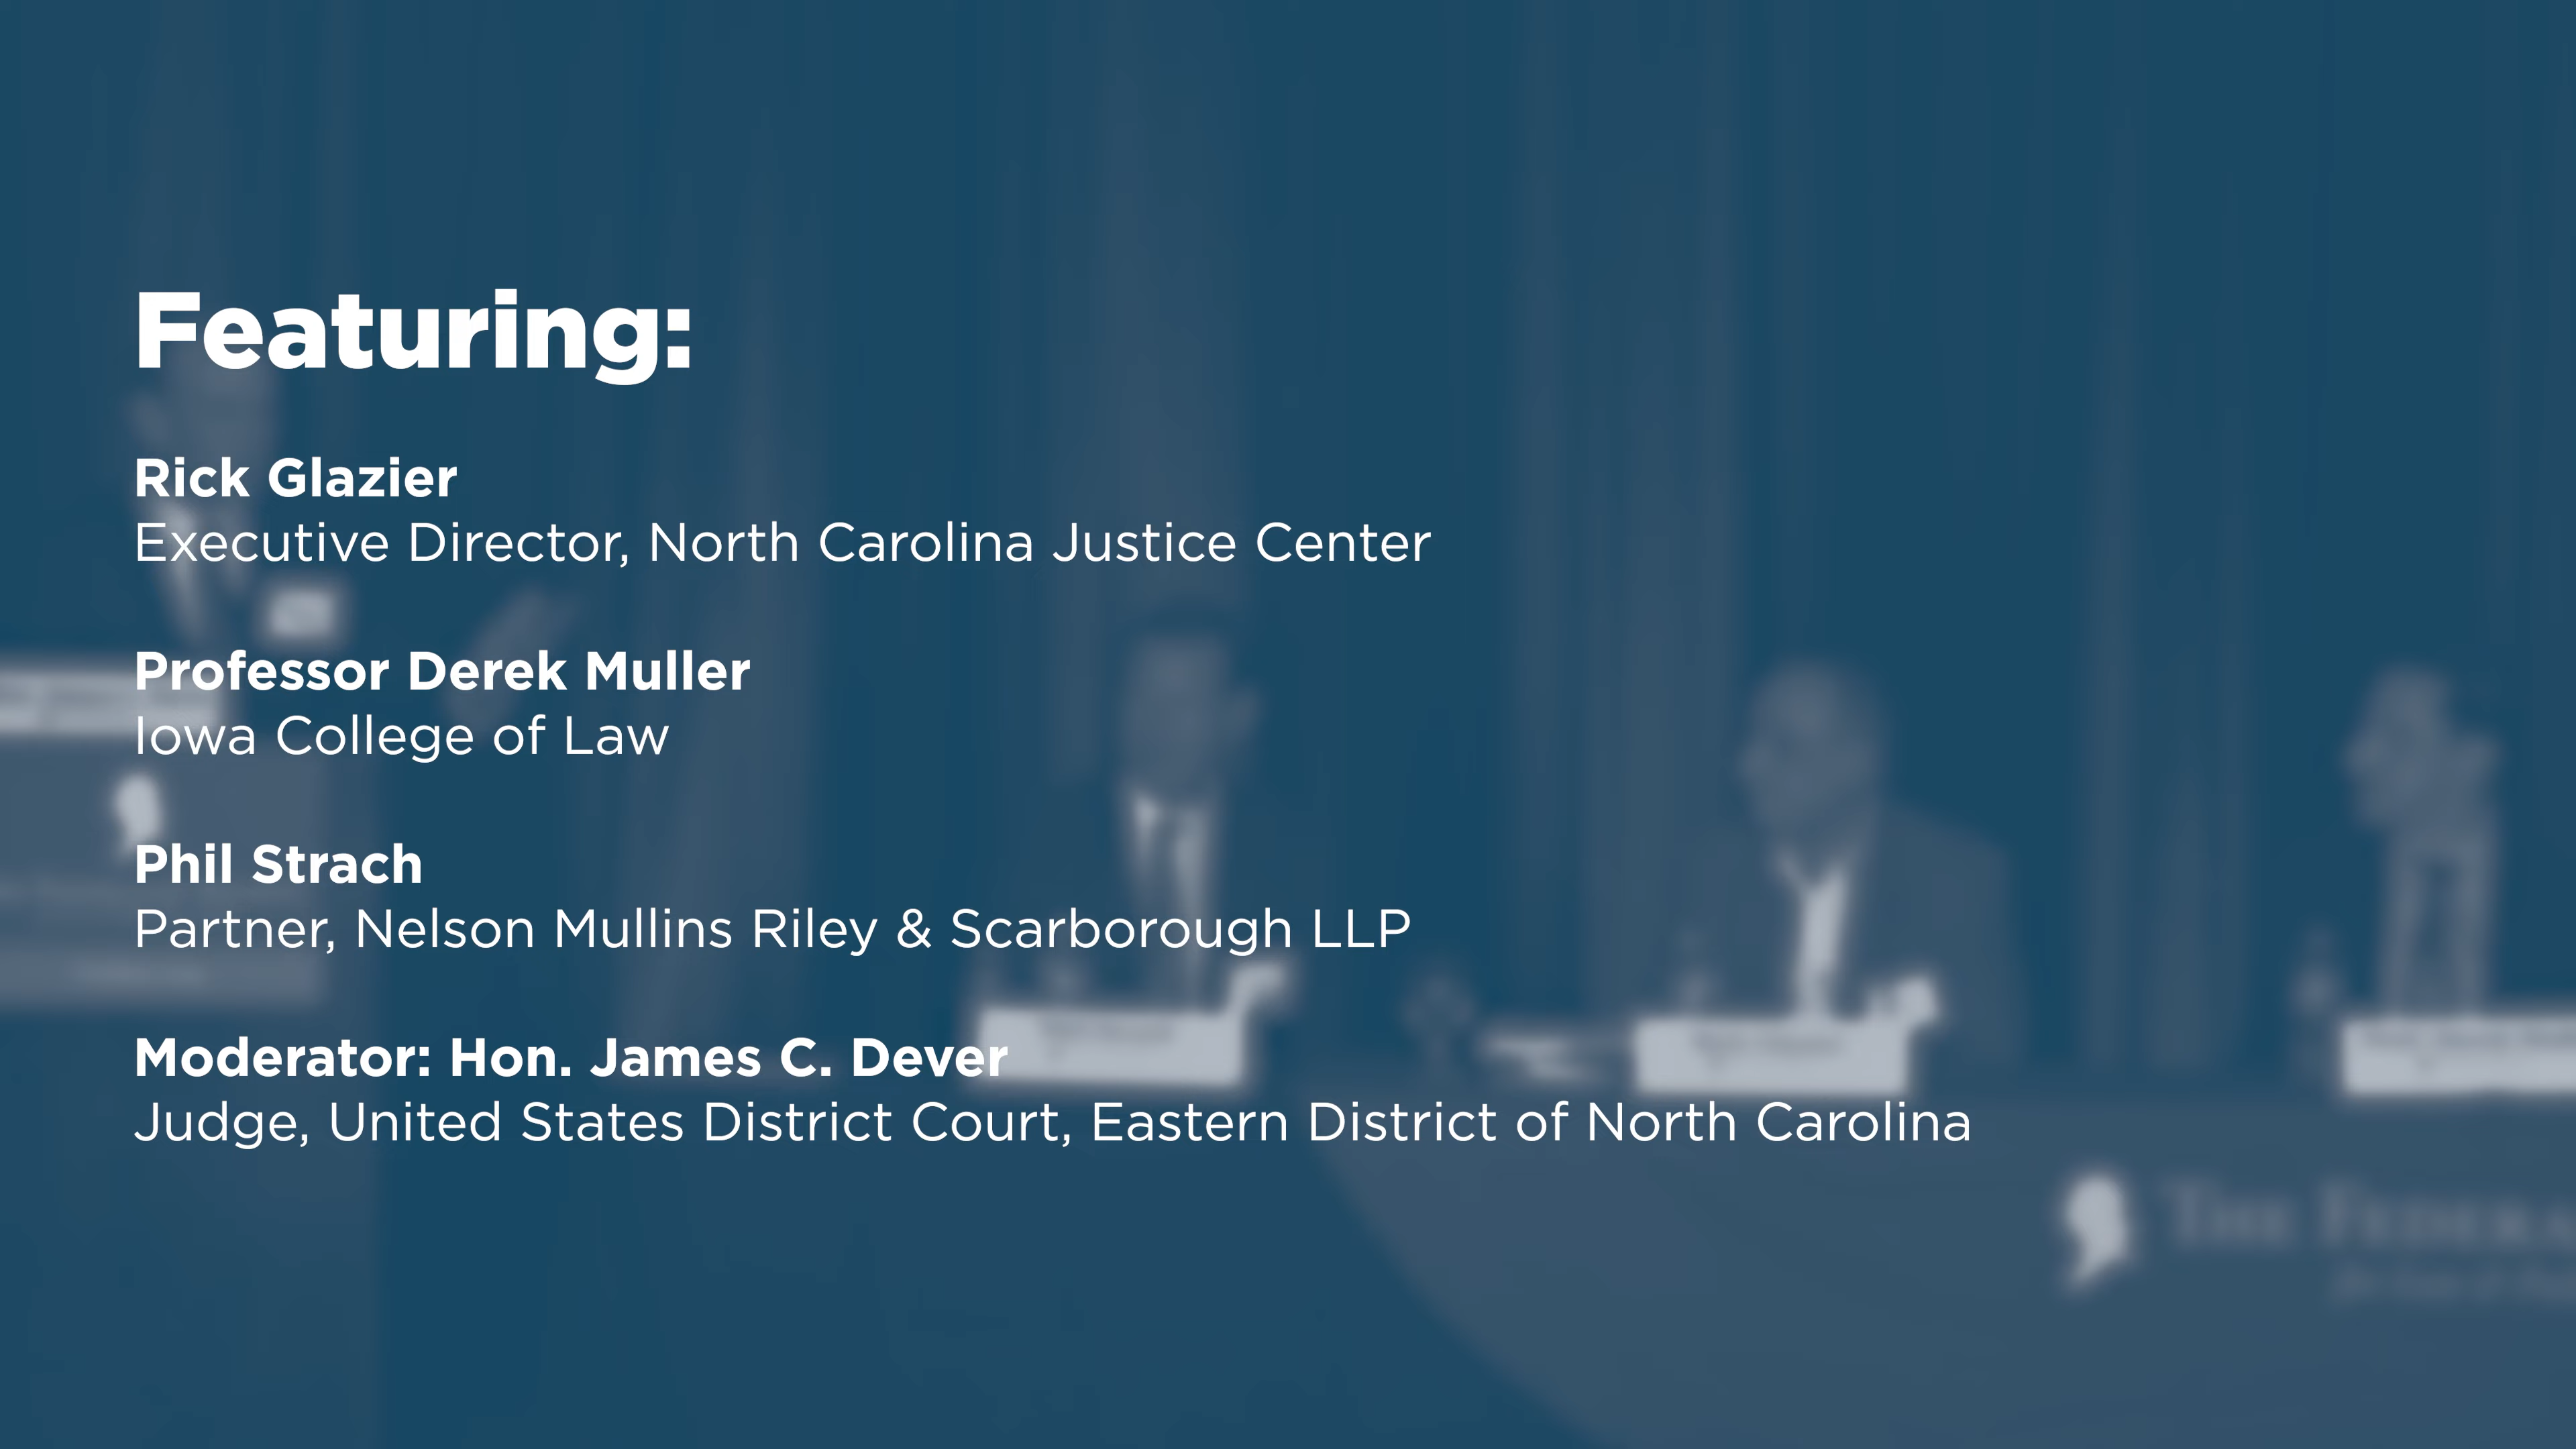 Featuring:
Rick Glazier
Executive Director, North Carolina Justice Center
Professor Derek Muller
Iowa College of Law
Phil Strach
Partner, Nelson Mullins Riley & Scarborough LLP
Moderator: Hon. James C. Dever
Judge, United States District Court, Eastern District of North Carolina
THE FEDERA